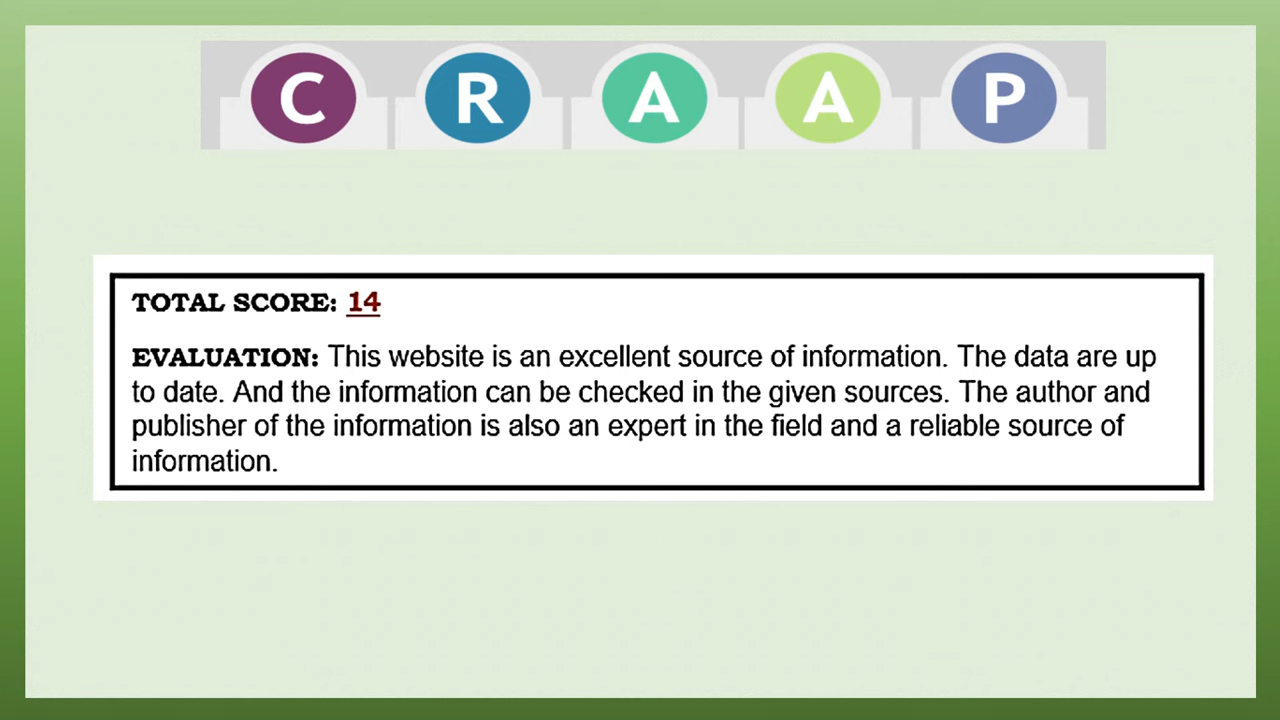 C R A A P
TOTAL SCORE: 14
EVALUATION: This website is an excellent source of information. The data are up
to date. And the information can be checked in the given sources. The author and
publisher of the information is also an expert in the field and a reliable source of
information.